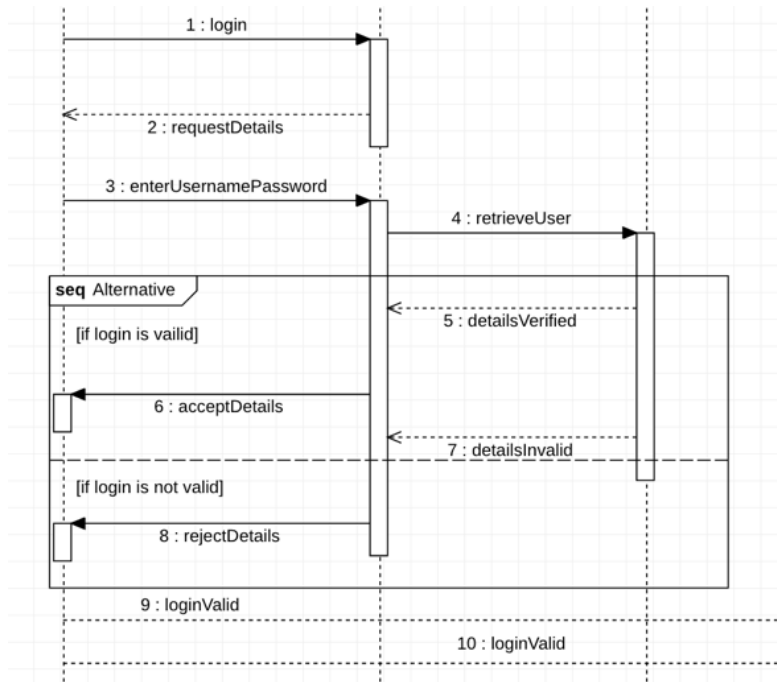 1 : login
2 : requestDetails
3 : enterUsernamePassword
4 : retrieveUser
seq Alternative
5 : detailsVerified
[if login is vailid]
6 : acceptDetails
7 : detailsInvalid
[if login is not valid]
8 : rejectDetails
9 : loginValid
10 : loginValid